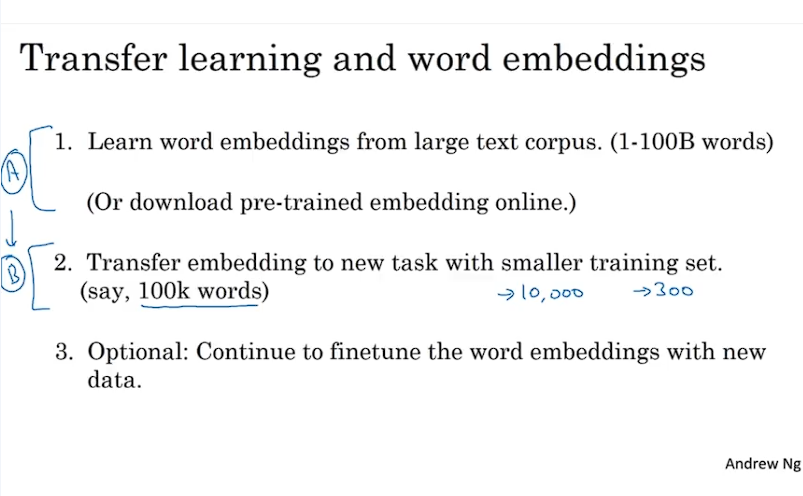 Transfer learning and word embeddings
1. Learn word embeddings from large text corpus. (1-100B words)
A
(Or download pre-trained embedding online.)
2. Transfer embedding to new task with smaller training set.
B
(say, 100k words) → 10,000 → 300
3. Optional: Continue to finetune the word embeddings with new
data.
Andrew Ng